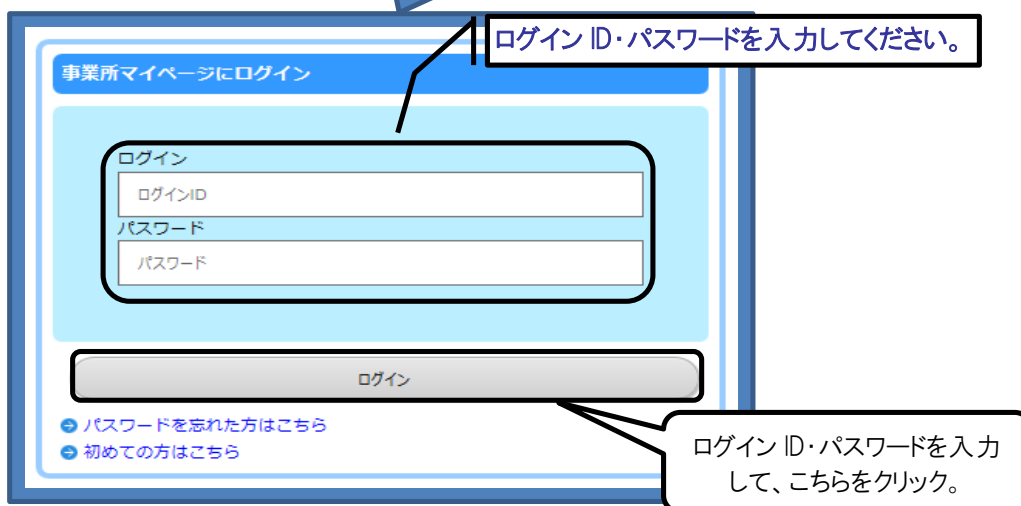 ログイン ID・パスワードを入力してください。
事業所マイページにログイン
ログイン
ログインID
パスワード
パスワード
ログイン
パスワードを忘れた方はこちら
初めての方はこちら
ログイン ID・パスワードを入力
して、こちらをクリック。